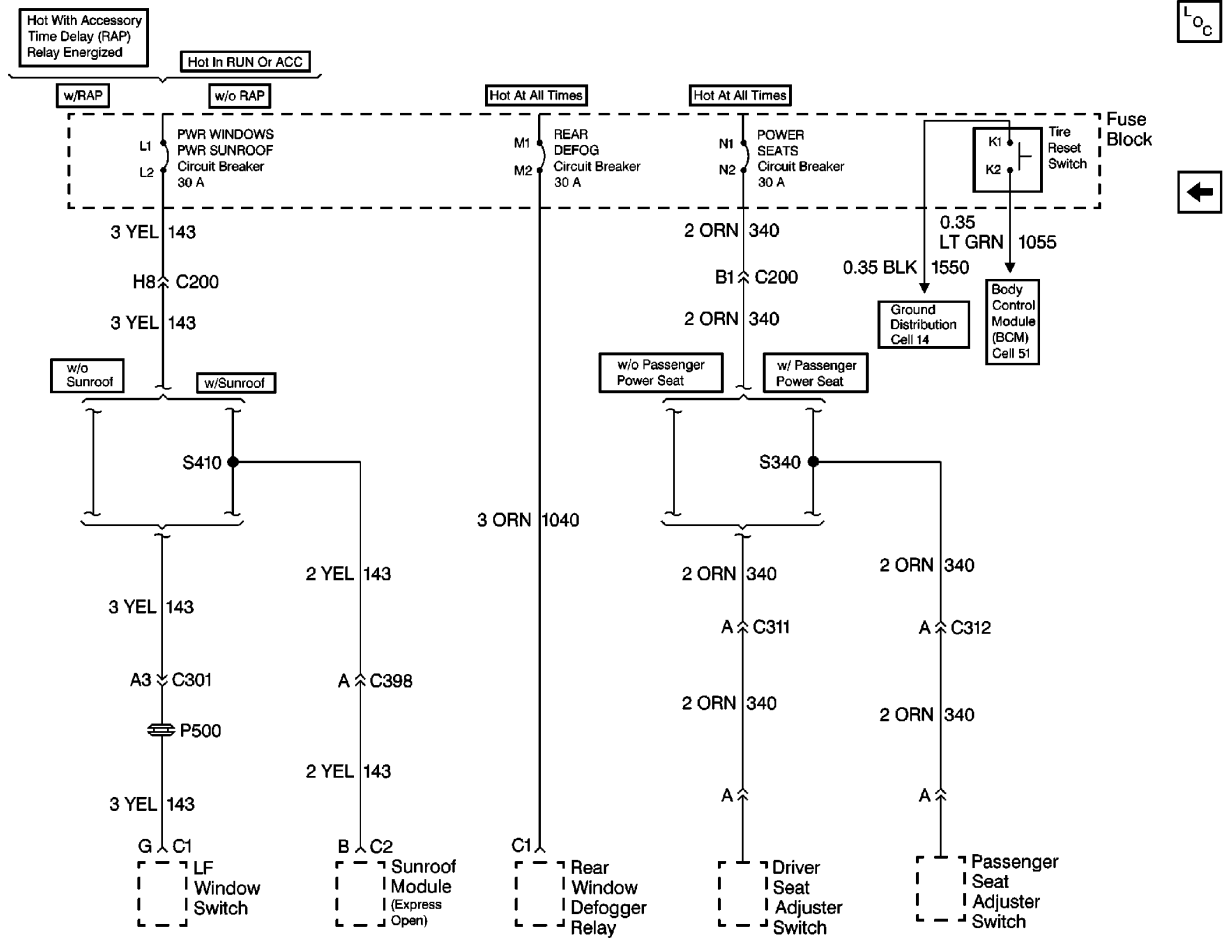 Hot With Accessory
Time Delay (RAP)
Relay Energized
Hot In RUN Or ACC
w/RAP
w/o RAP
Hot At All Times
Hot At All Times
LOC
L1
L2
PWR WINDOWS
PWR SUNROOF
Circuit Breaker
30 A
M1
M2
REAR
DEFOG
Circuit Breaker
30 A
N1
N2
POWER
SEATS
Circuit Breaker
30 A
K1
K2
Tire
Reset
Switch
Fuse
Block
3 YEL 143
H8 C200
3 YEL 143
2 ORN 340
B1 C200
2 ORN 340
0.35
LT GRN 1055
0.35 BLK 1550
Ground
Distribution
Cell 14
Body
Control
Module
(BCM)
Cell 51
w/o
Sunroof
w/Sunroof
w/o Passenger
Power Seat
w/ Passenger
Power Seat
S410
S340
3 ORN 1040
3 YEL 143
2 YEL 143
2 ORN 340
2 ORN 340
A3 C301
A C398
A C311
A C312
P500
2 ORN 340
2 ORN 340
3 YEL 143
2 YEL 143
A
A
G C1
B C2
C1
LF
Window
Switch
Sunroof
Module
(Express
Open)
Rear
Window
Defogger
Relay
Driver
Seat
Adjuster
Switch
Passenger
Seat
Adjuster
Switch